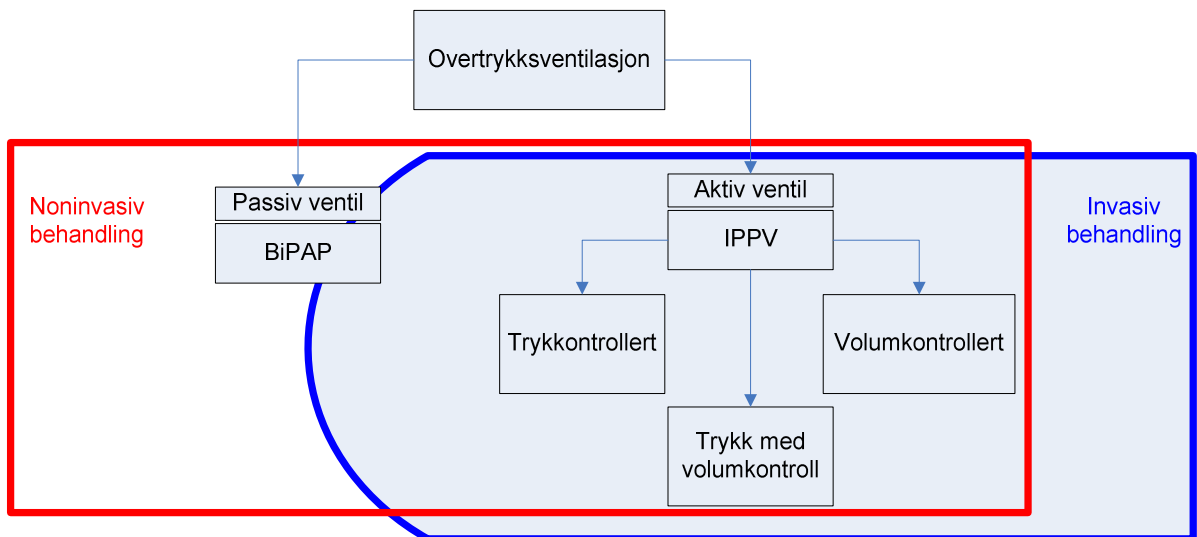 Overtrykksventilasjon
Noninvasiv
behandling
Passiv ventil
BiPAP
Aktiv ventil
IPPV
Invasiv
behandling
Trykkontrollert
Volumkontrollert
Trykk med
volumkontroll